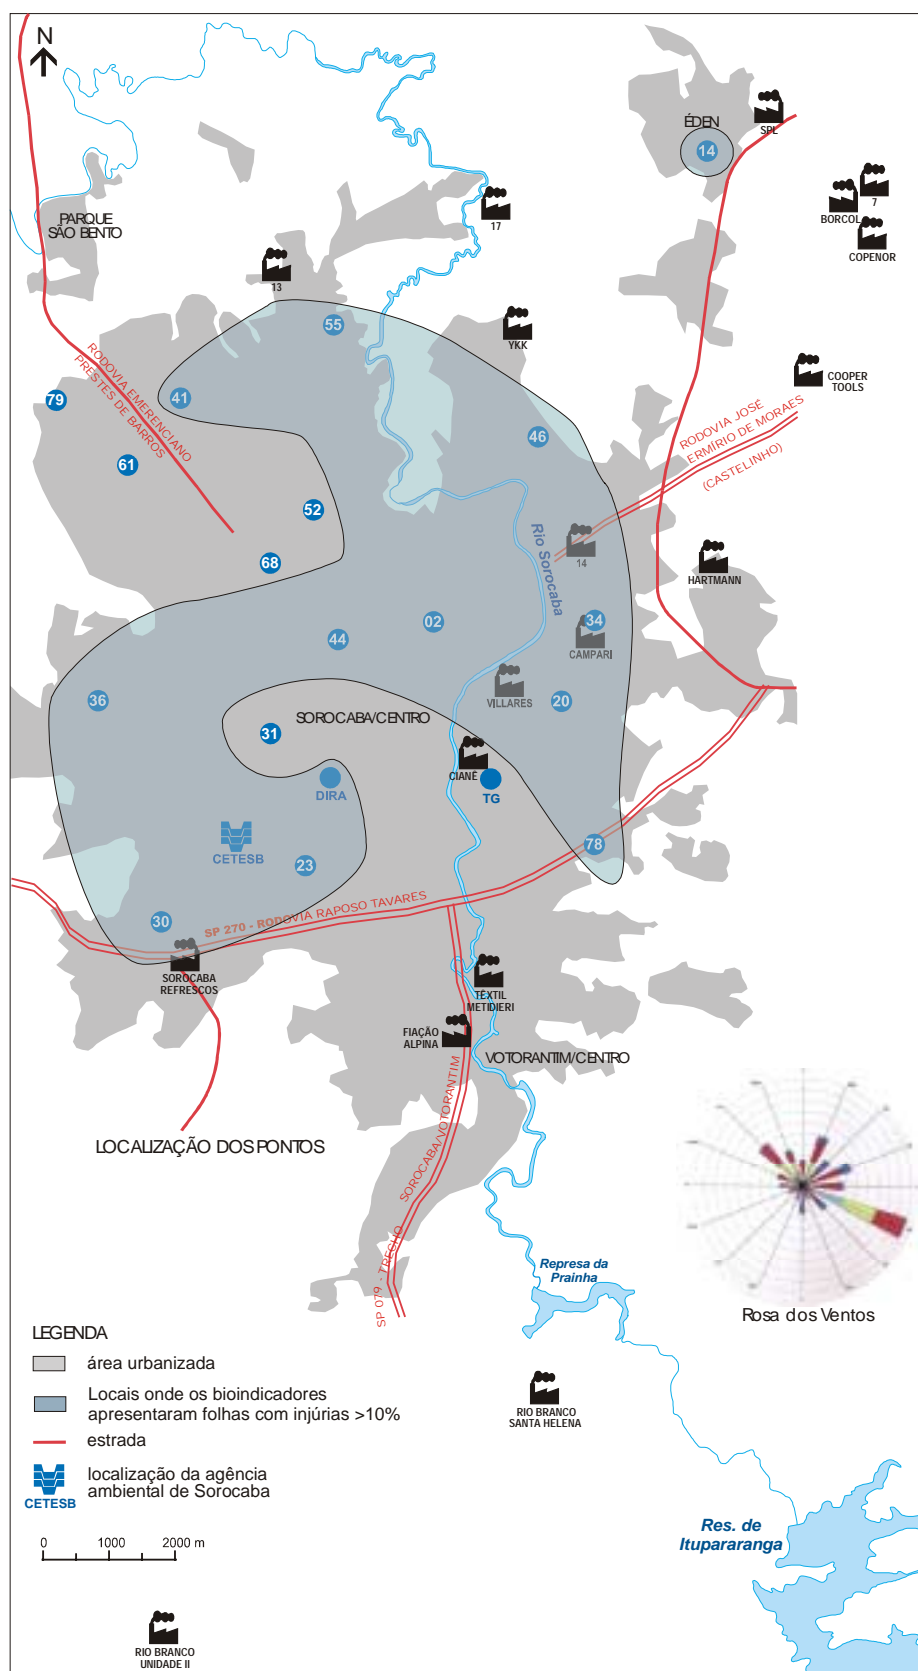 N
ÉDEN
SPL
14
7
BORCOL
COPENOR
17
PARQUE
SÃO BENTO
13
55
YKK
RODOVIA EMERENCIANO
PRESTES DE BARROS
COOPER
TOOLS
79
41
46
RODOVIA JOSÉ
ERMÍRIO DE MORAES
(CASTELINHO)
61
52
Rio Sorocaba
14
68
HARTMANN
02
34
44
CAMPARI
36
VILLARES
20
SOROCABA/CENTRO
31
CIANÊ
DIRA
TG
CETESB
23
78
30
SP 270 - RODOVIA RAPOSO TAVARES
SOROCABA
REFRESCOS
TÊXTIL
METIDIERI
FIAÇÃO
ALPINA
VOTORANTIM/CENTRO
SP 079 - TRECHO SOROCABA/VOTORANTIM
LOCALIZAÇÃO DOS PONTOS
Represa da
Prainha
Rosa dos Ventos
LEGENDA
área urbanizada
Locais onde os bioindicadores
apresentaram folhas com injúrias >10%
estrada
localização da agência
ambiental de Sorocaba
CETESB
0 1000 2000 m
RIO BRANCO
SANTA HELENA
Res. de
Itupararanga
RIO BRANCO
UNIDADE II